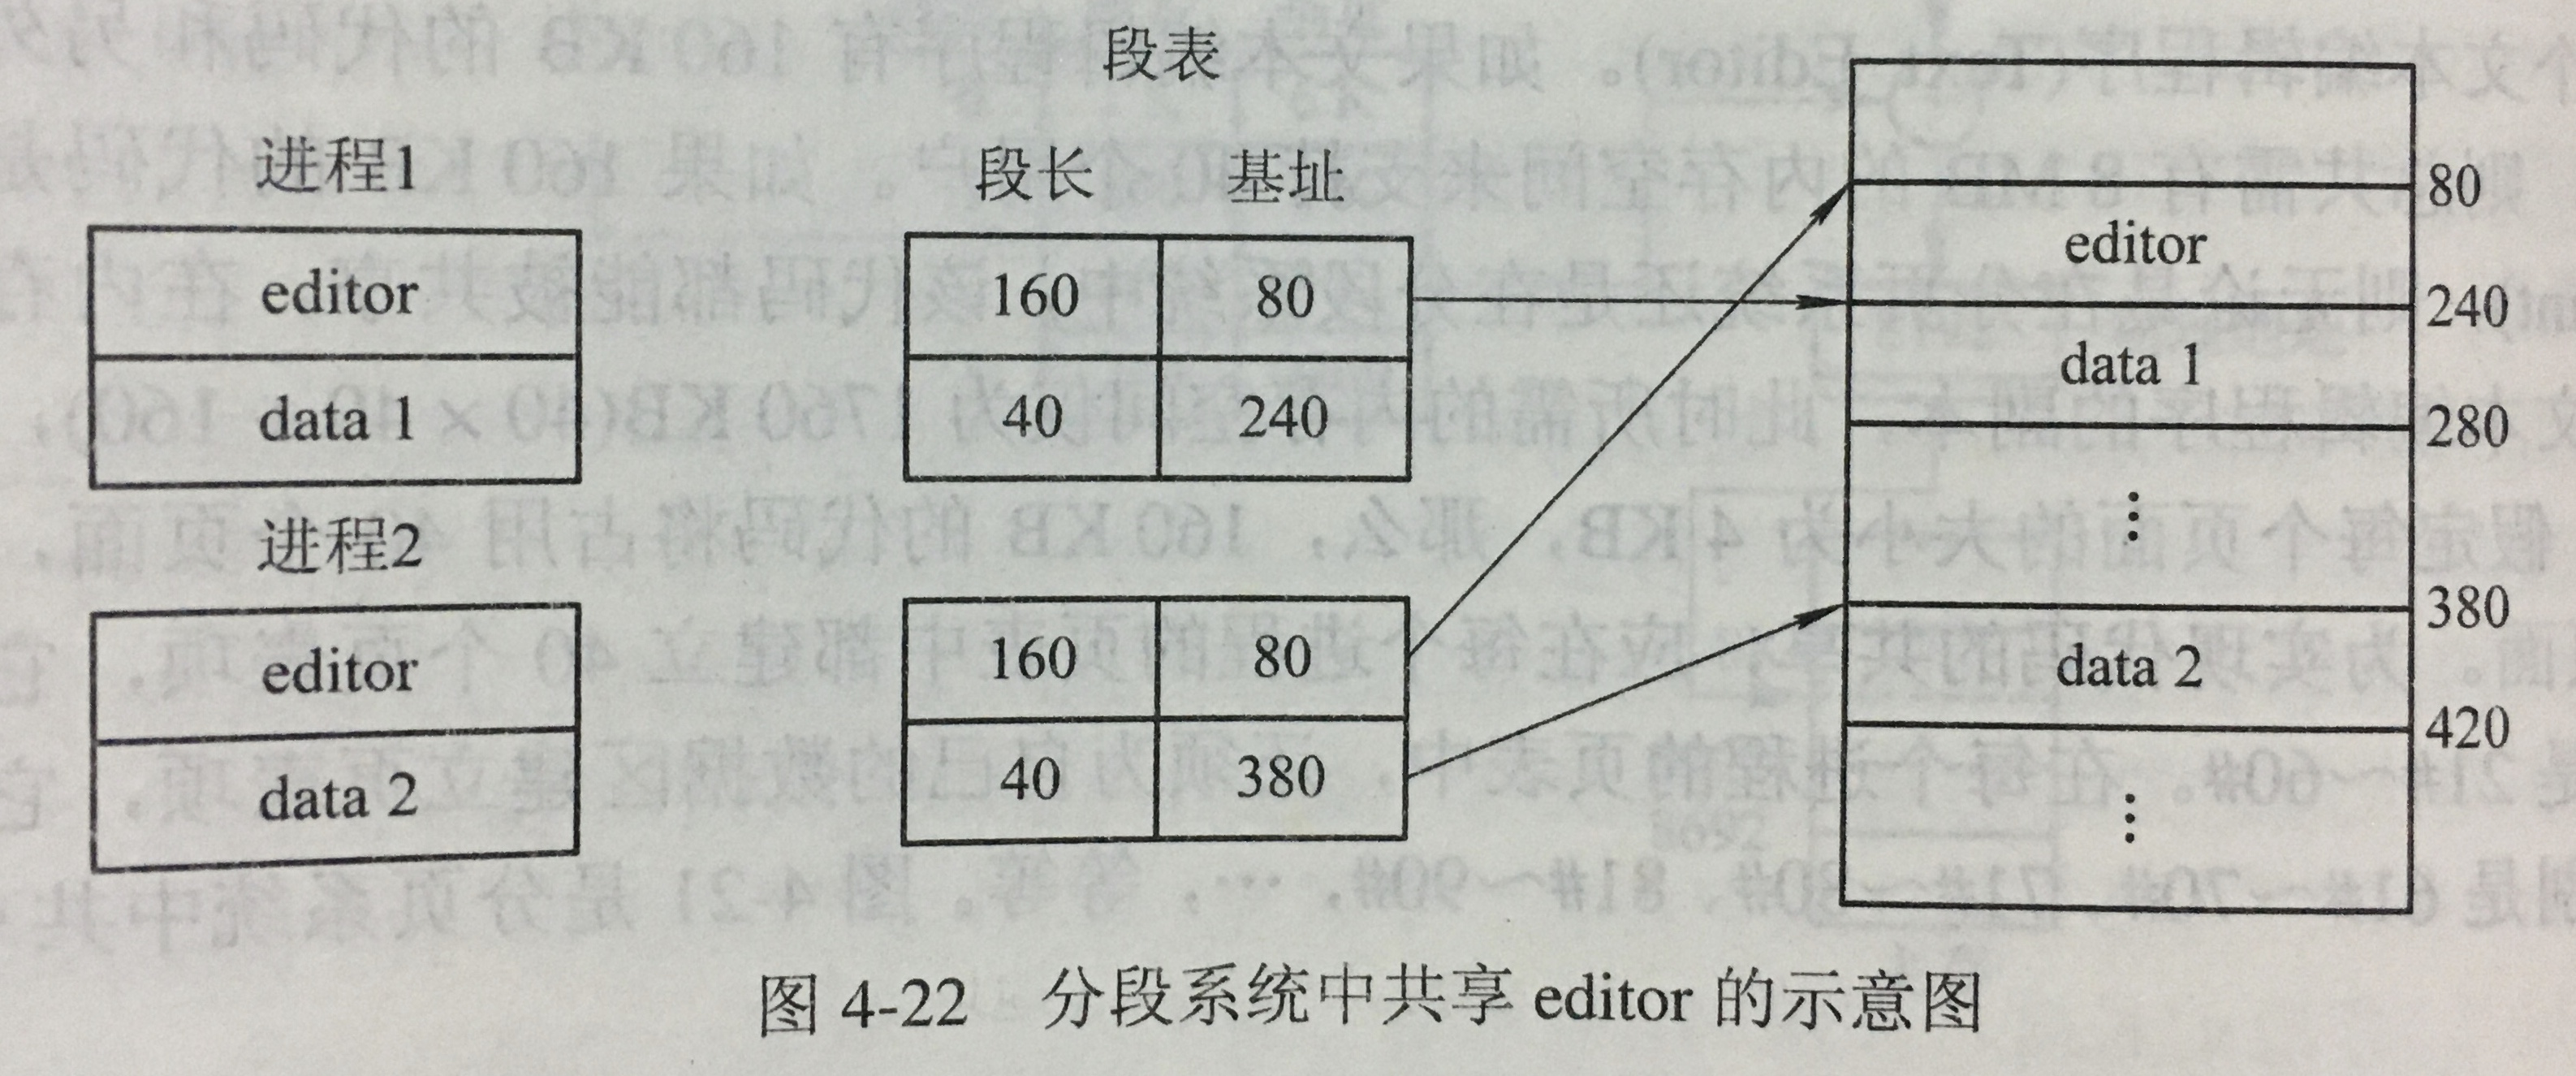 段表
进程1
editor
data 1
进程2
editor
data 2
段长 基址
160 80
40 240
160 80
40 380
80
editor
240
data 1
280
⋮
380
data 2
420
⋮
图 4-22 分段系统中共享 editor 的示意图